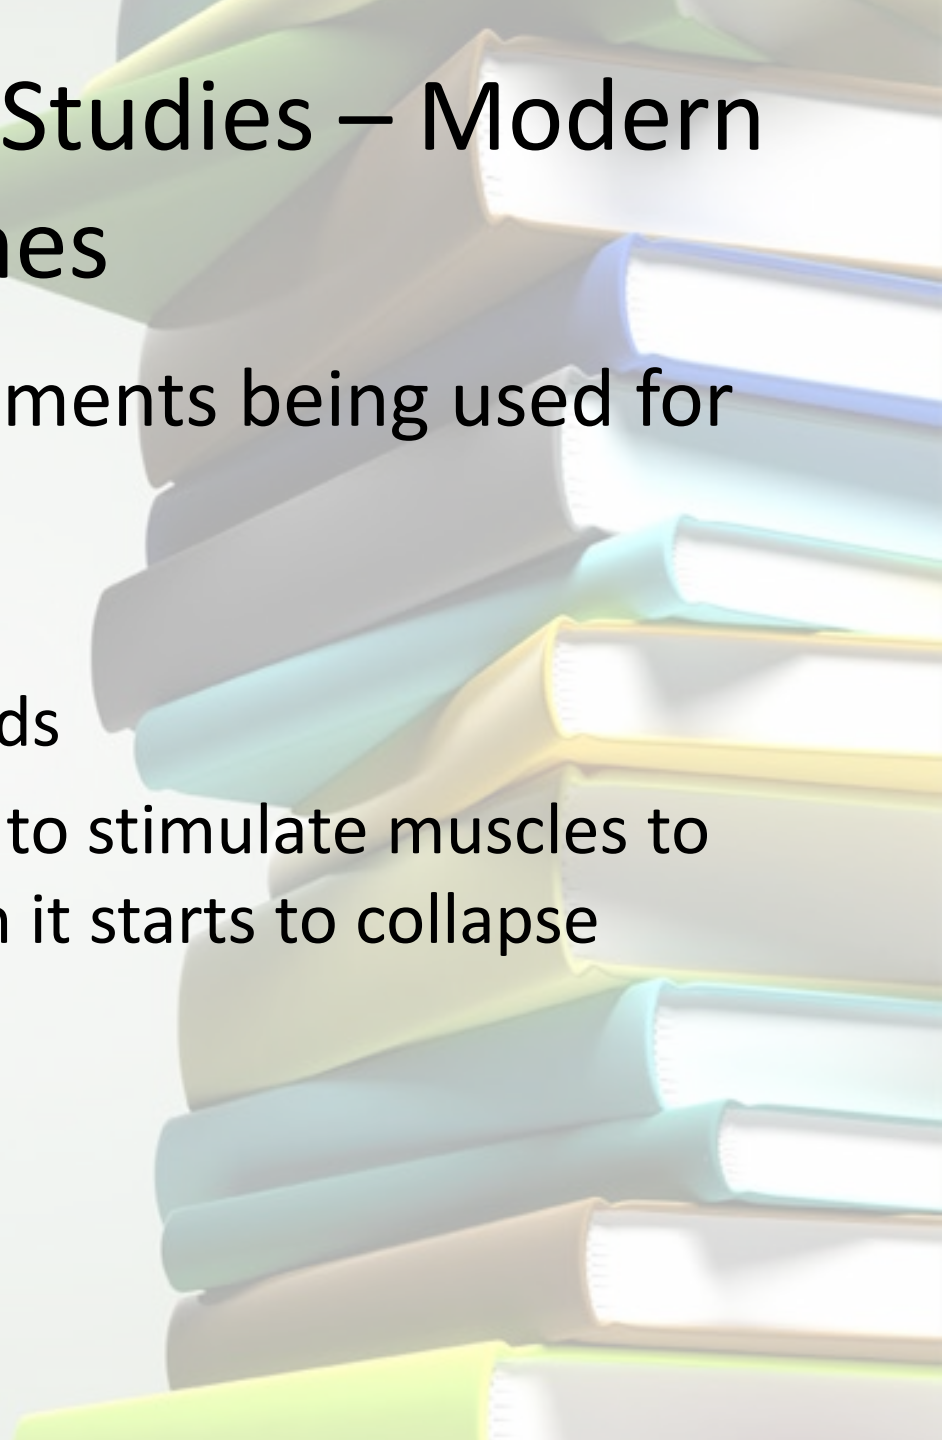 Studies – Modern
nes
ments being used for
ds
to stimulate muscles to
it starts to collapse